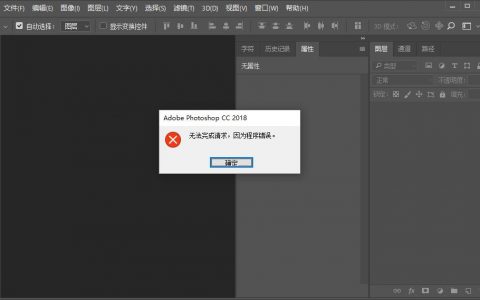 文件(F) 编辑(E) 图像(I) 图层(L) 文字(Y) 选择(S) 滤镜(T) 3D(D) 视图(V) 窗口(W) 帮助(H)
自动选择: 图层 显示变换控件 3D 模式:
字符 历史记录 属性 图层 通道 路径
无属性 类型
正常 不透明度:
锁定: 填充:
Adobe Photoshop CC 2018
无法完成请求，因为程序错误。
确定
fx